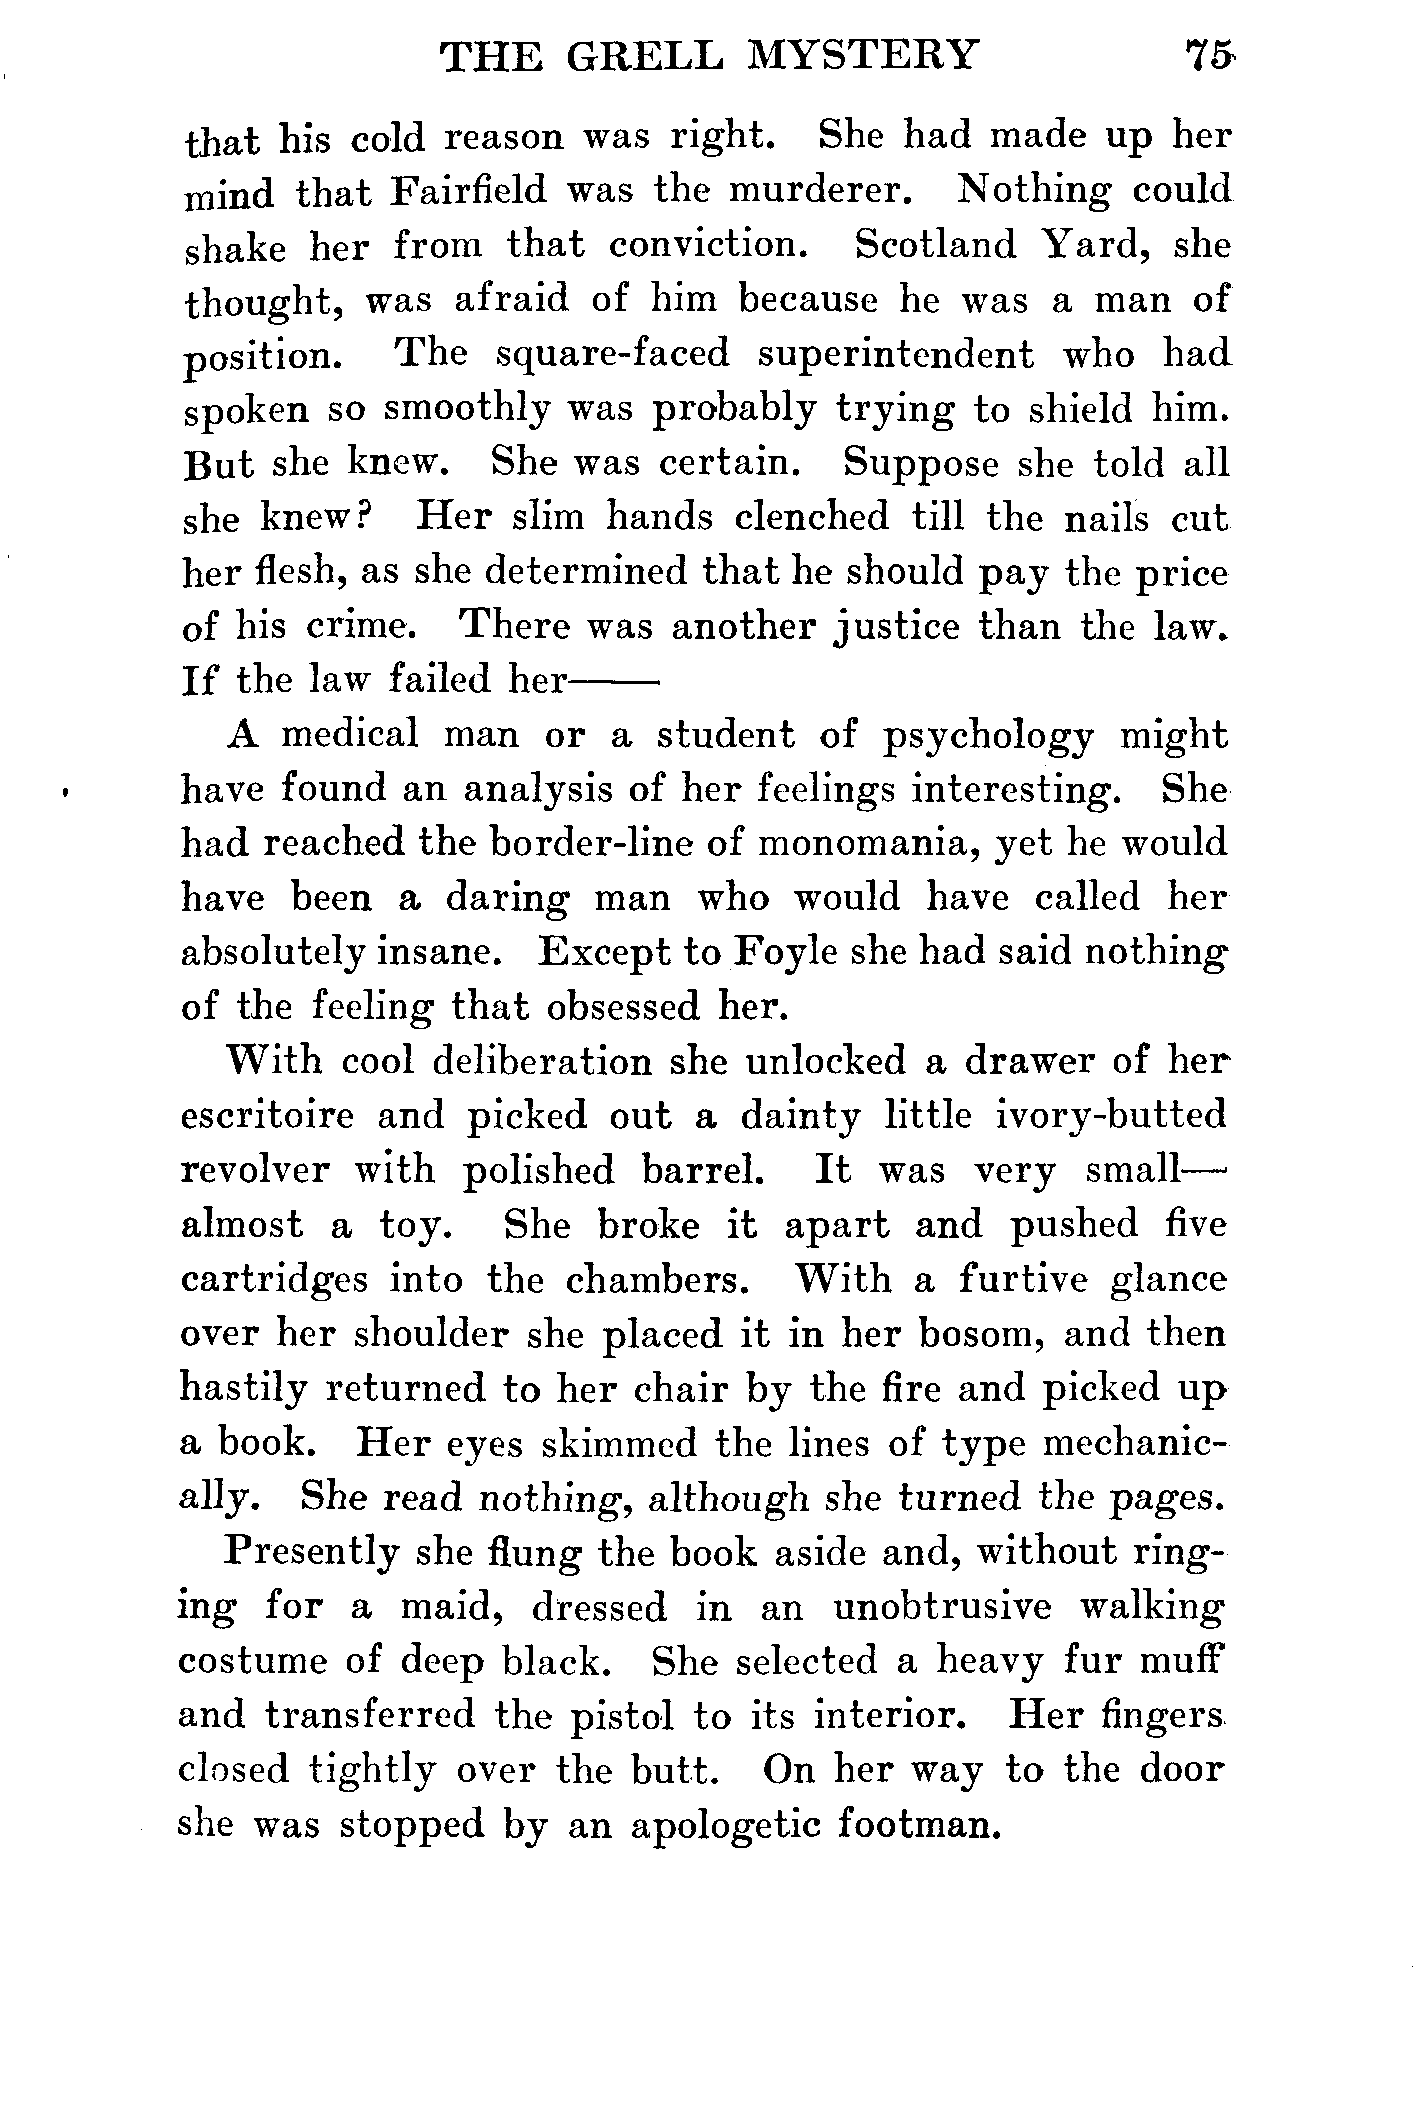 THE GRELL MYSTERY 75
that his cold reason was right. She had made up her
mind that Fairfield was the murderer. Nothing could
shake her from that conviction. Scotland Yard, she
thought, was afraid of him because he was a man of
position. The square-faced superintendent who had
spoken so smoothly was probably trying to shield him.
But she knew. She was certain. Suppose she told all
she knew? Her slim hands clenched till the nails cut
her flesh, as she determined that he should pay the price
of his crime. There was another justice than the law.
If the law failed her——
A medical man or a student of psychology might
have found an analysis of her feelings interesting. She
had reached the border-line of monomania, yet he would
have been a daring man who would have called her
absolutely insane. Except to Foyle she had said nothing
of the feeling that obsessed her.
With cool deliberation she unlocked a drawer of her
escritoire and picked out a dainty little ivory-butted
revolver with polished barrel. It was very small—
almost a toy. She broke it apart and pushed five
cartridges into the chambers. With a furtive glance
over her shoulder she placed it in her bosom, and then
hastily returned to her chair by the fire and picked up
a book. Her eyes skimmed the lines of type mechanic-
ally. She read nothing, although she turned the pages.
Presently she flung the book aside and, without ring-
ing for a maid, dressed in an unobtrusive walking
costume of deep black. She selected a heavy fur muff
and transferred the pistol to its interior. Her fingers
closed tightly over the butt. On her way to the door
she was stopped by an apologetic footman.